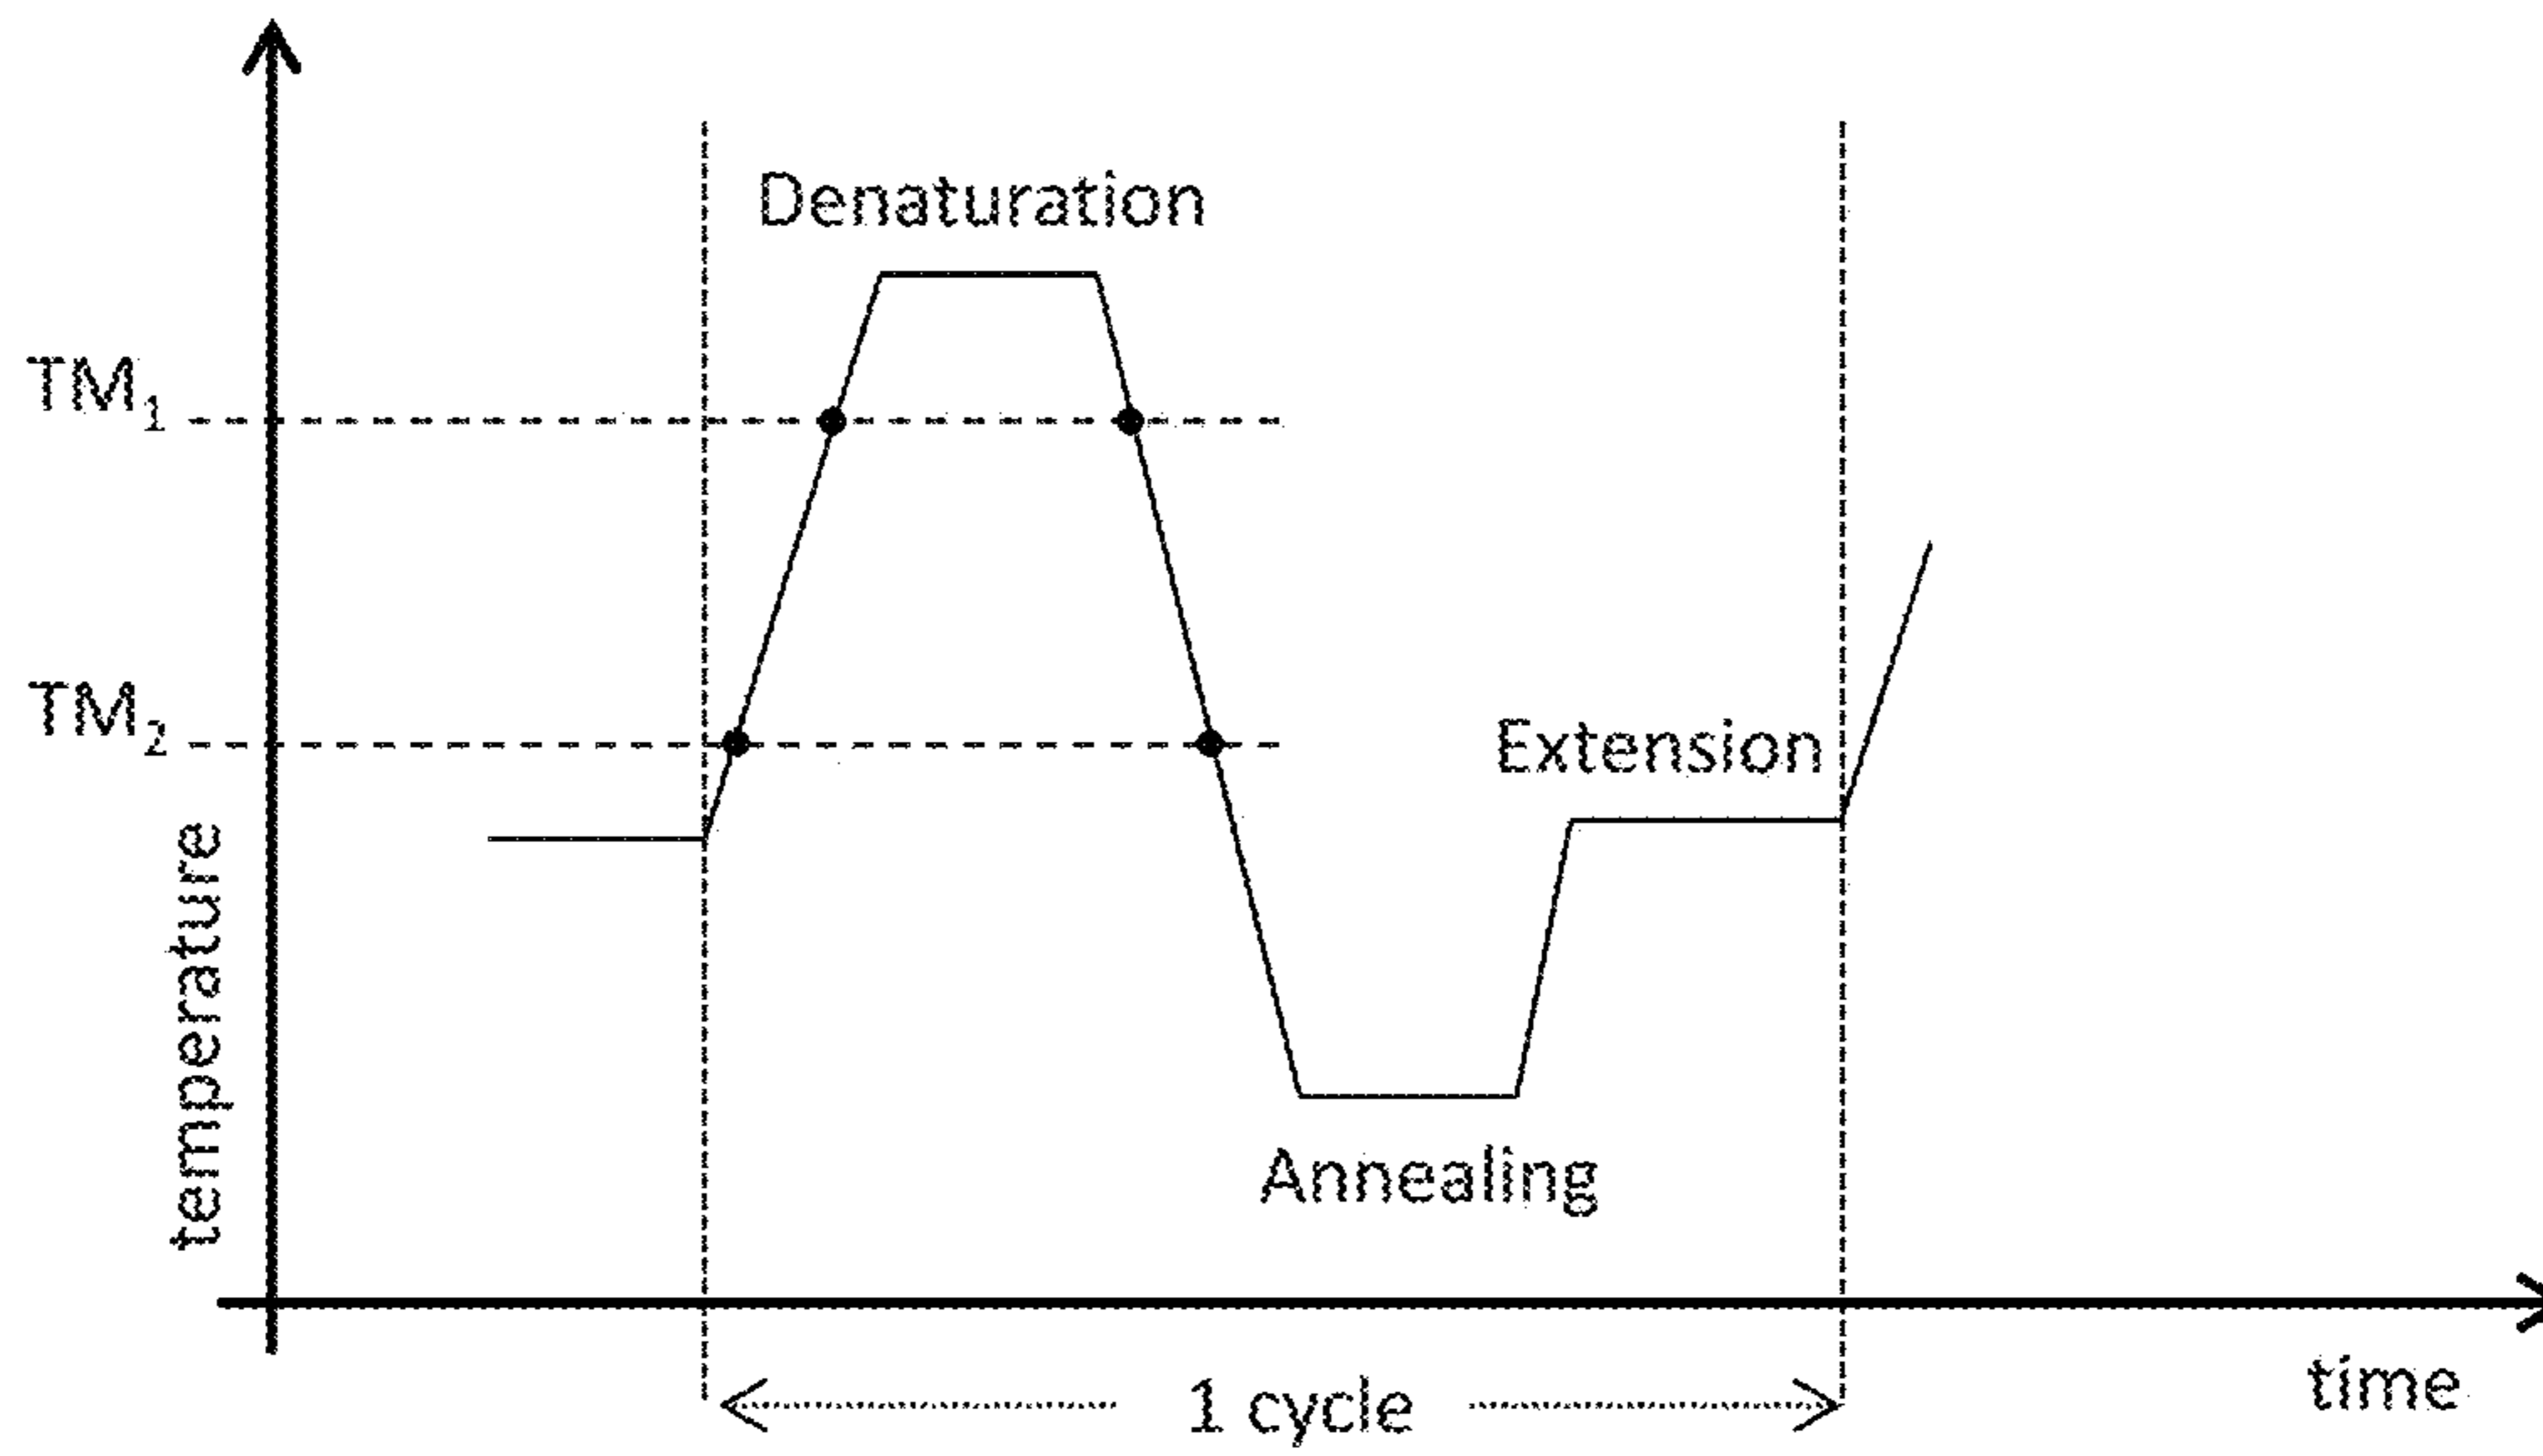 Denaturation
TM1
TM2
Extension
temperature
Annealing
time
1 cycle